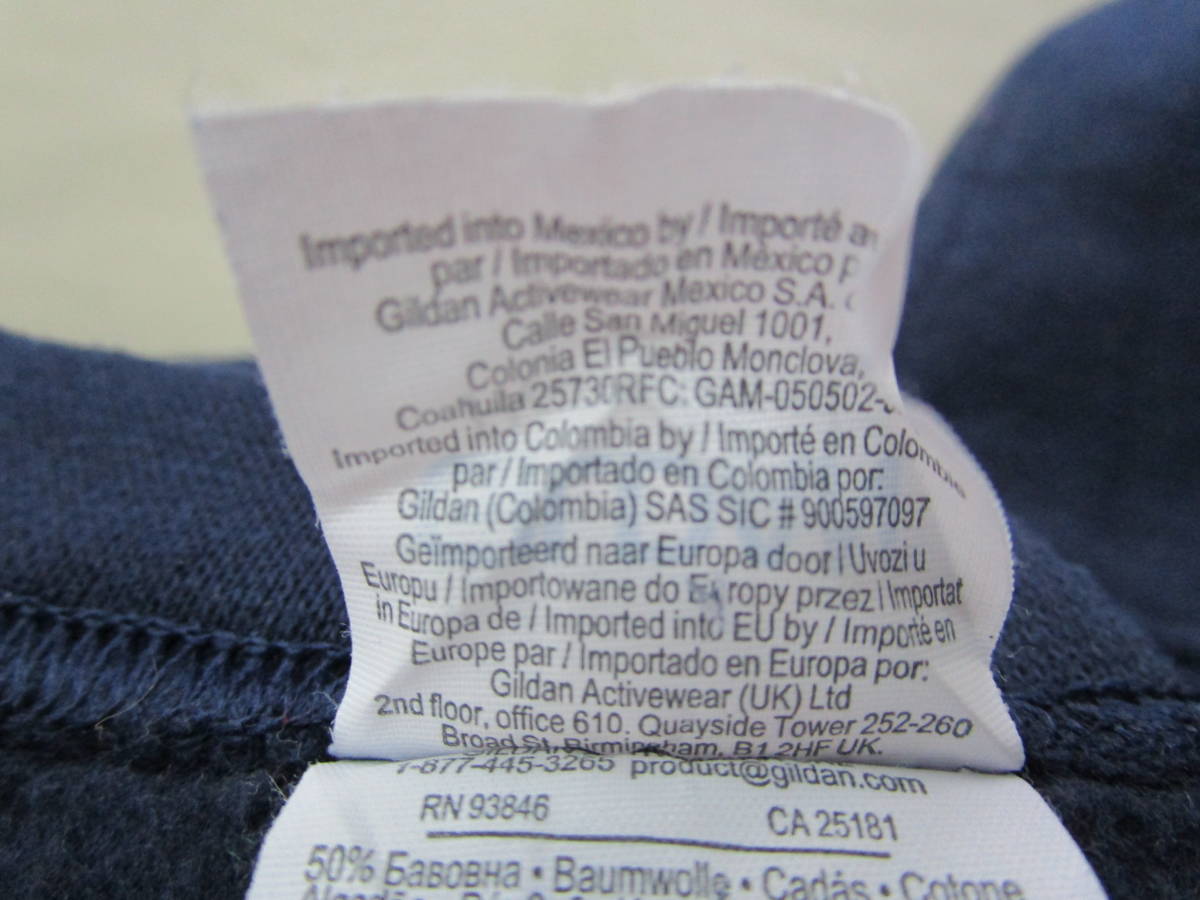 Imported into Mexico by / Importé
par / Importado en México
Gildan Activewear Mexico S.A.
Calle San Miguel 1001,
Colonia El Pueblo Monclova,
Coahuila 25730RFC: GAM-050502-
Imported into Colombia by / Importé en Colombie
par / Importado en Colombia por:
Gildan (Colombia) SAS SIC # 900597097
Geïmporteerd naar Europa door | Uvozi u
Europu / Importowane do Europy przez | Importat
in Europa de / Imported into EU by / Importé en
Europe par / Importado en Europa por:
Gildan Activewear (UK) Ltd
2nd floor, office 610, Quayside Tower 252-260
Broad St, Birmingham, B1 2HF UK.
1-877-445-3265 product@gildan.com
RN 93846 CA 25181
50% Бавовна • Baumwolle • Cadás • Cotone